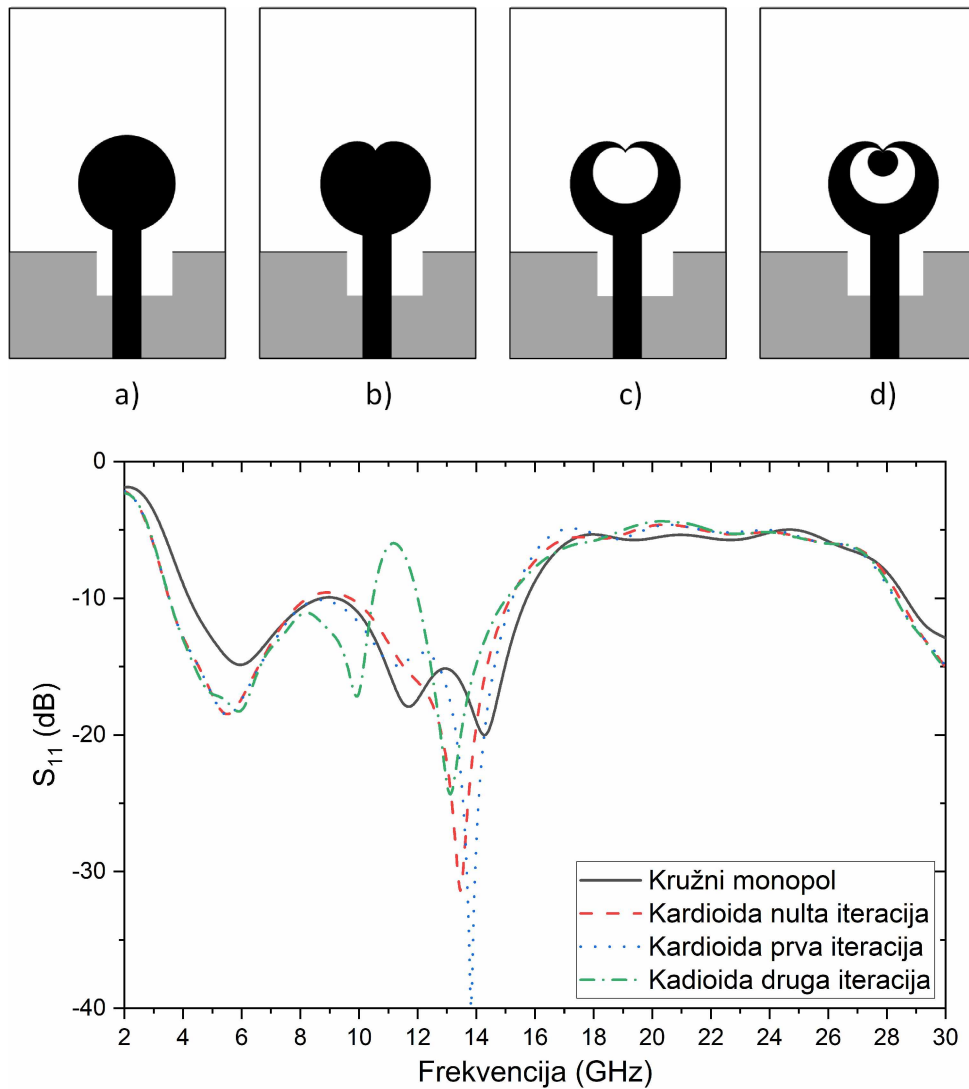 a) b) c) d)
0
-10
-20
-30
-40
S₁₁ (dB)
Kružni monopol
Kardioida nulta iteracija
Kardioida prva iteracija
Kadioida druga iteracija
2 4 6 8 10 12 14 16 18 20 22 24 26 28 30
Frekvencija (GHz)